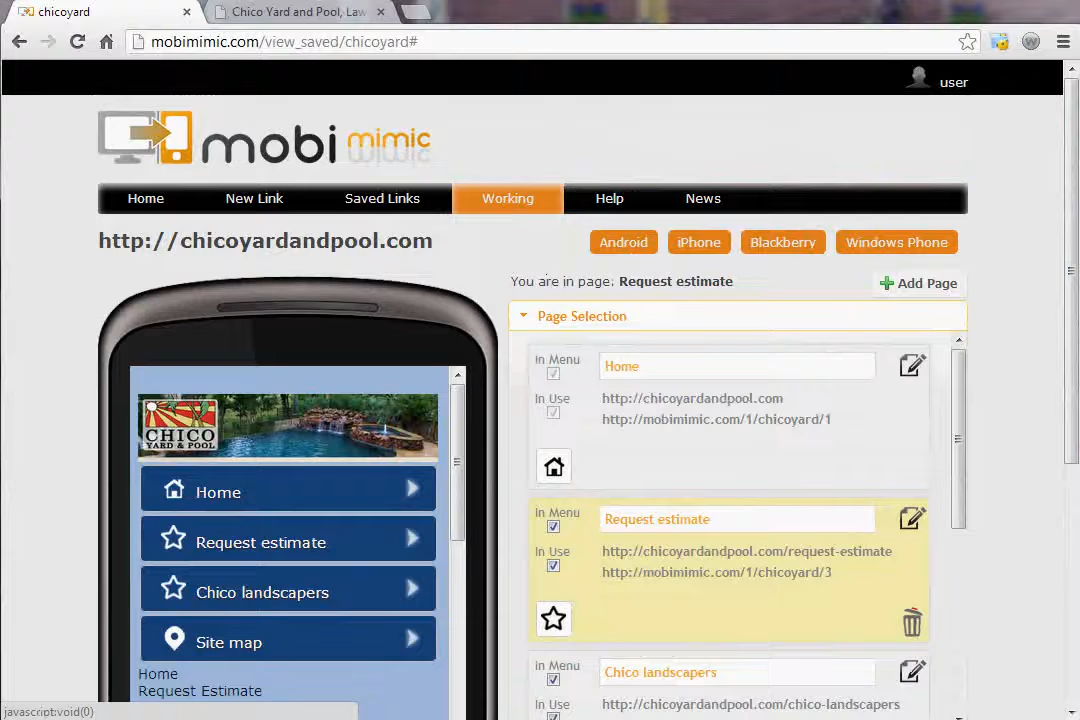 chicoyard
Chico Yard and Pool, Law
mobimimic.com/view_saved/chicoyard#
user
mobi mimic
Home
New Link
Saved Links
Working
Help
News
http://chicoyardandpool.com
Android
iPhone
Blackberry
Windows Phone
You are in page: Request estimate
Add Page
Page Selection
In Menu
Home
In Use
http://chicoyardandpool.com
http://mobimimic.com/1/chicoyard/1
In Menu
Request estimate
In Use
http://chicoyardandpool.com/request-estimate
http://mobimimic.com/1/chicoyard/3
In Menu
Chico landscapers
In Use
http://chicoyardandpool.com/chico-landscapers
CHICO
YARD & POOL
Home
Request estimate
Chico landscapers
Site map
Home
Request Estimate
javascript:void(0)